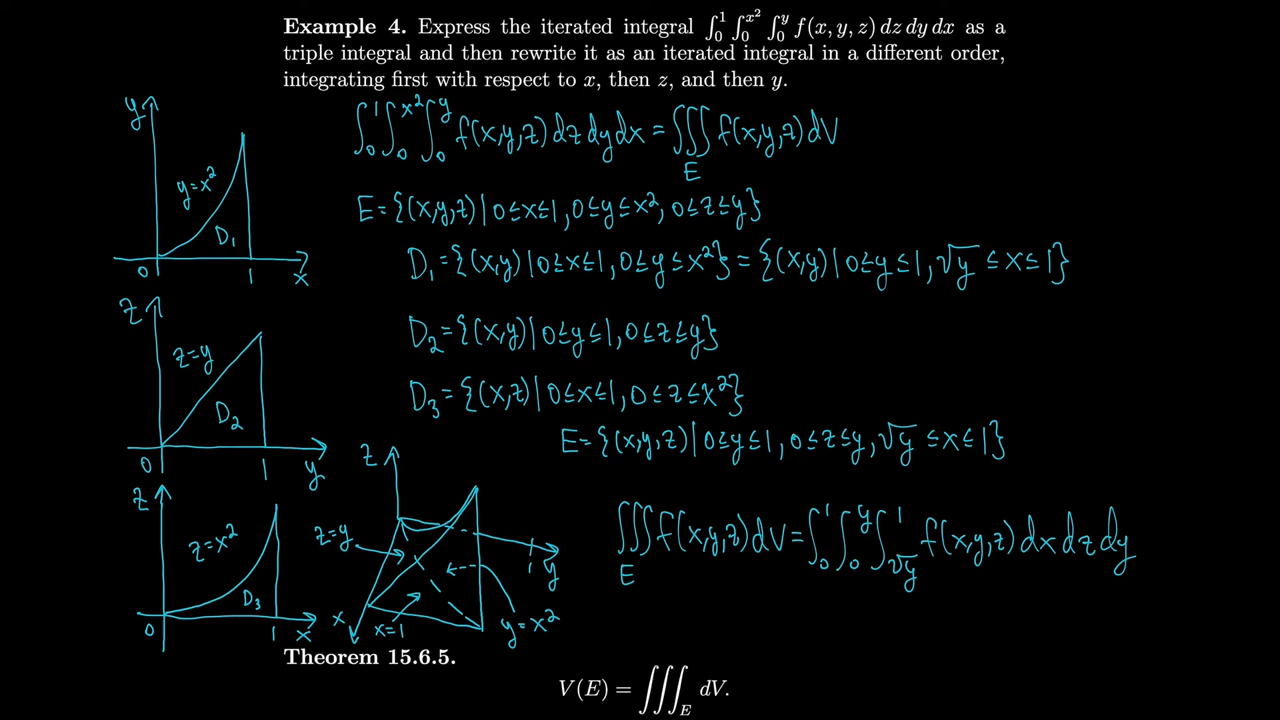 Example 4. Express the iterated integral ∫₀¹ ∫₀^{x²} ∫₀^y f(x, y, z) dz dy dx as a
triple integral and then rewrite it as an iterated integral in a different order,
integrating first with respect to x, then z, and then y.
∫₀¹ ∫₀^{x²} ∫₀^y f(x,y,z) dz dy dx = ∭_E f(x,y,z) dV
E = {(x,y,z) | 0≤x≤1, 0≤y≤x², 0≤z≤y}
D₁ = {(x,y) | 0≤x≤1, 0≤y≤x²} = {(x,y) | 0≤y≤1, √y ≤x≤1}
D₂ = {(x,y) | 0≤y≤1, 0≤z≤y}
D₃ = {(x,z) | 0≤x≤1, 0≤z≤x²}
E = {(x,y,z) | 0≤y≤1, 0≤z≤y, √y ≤x≤1}
∭_E f(x,y,z) dV = ∫₀¹ ∫₀^y ∫_{√y}^1 f(x,y,z) dx dz dy
y
y=x²
D₁
0 1 x
z
z=y
D₂
0 1 y
z
z=x²
D₃
0 1 x
z
z=y
1 y
x
x=1
y=x²
Theorem 15.6.5.
V(E) = ∭_E dV.